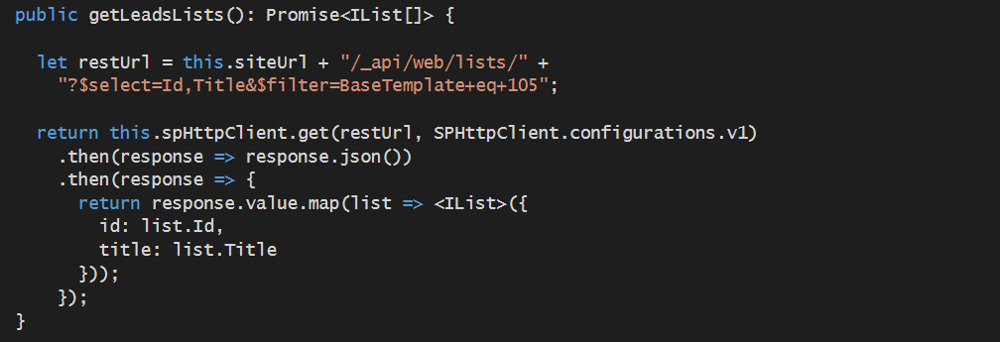 public getLeadsLists(): Promise<IList[]> {
let restUrl = this.siteUrl + "/_api/web/lists/" +
"?$select=Id,Title&$filter=BaseTemplate+eq+105";
return this.spHttpClient.get(restUrl, SPHttpClient.configurations.v1)
.then(response => response.json())
.then(response => {
return response.value.map(list => <IList>({
id: list.Id,
title: list.Title
}));
});
}